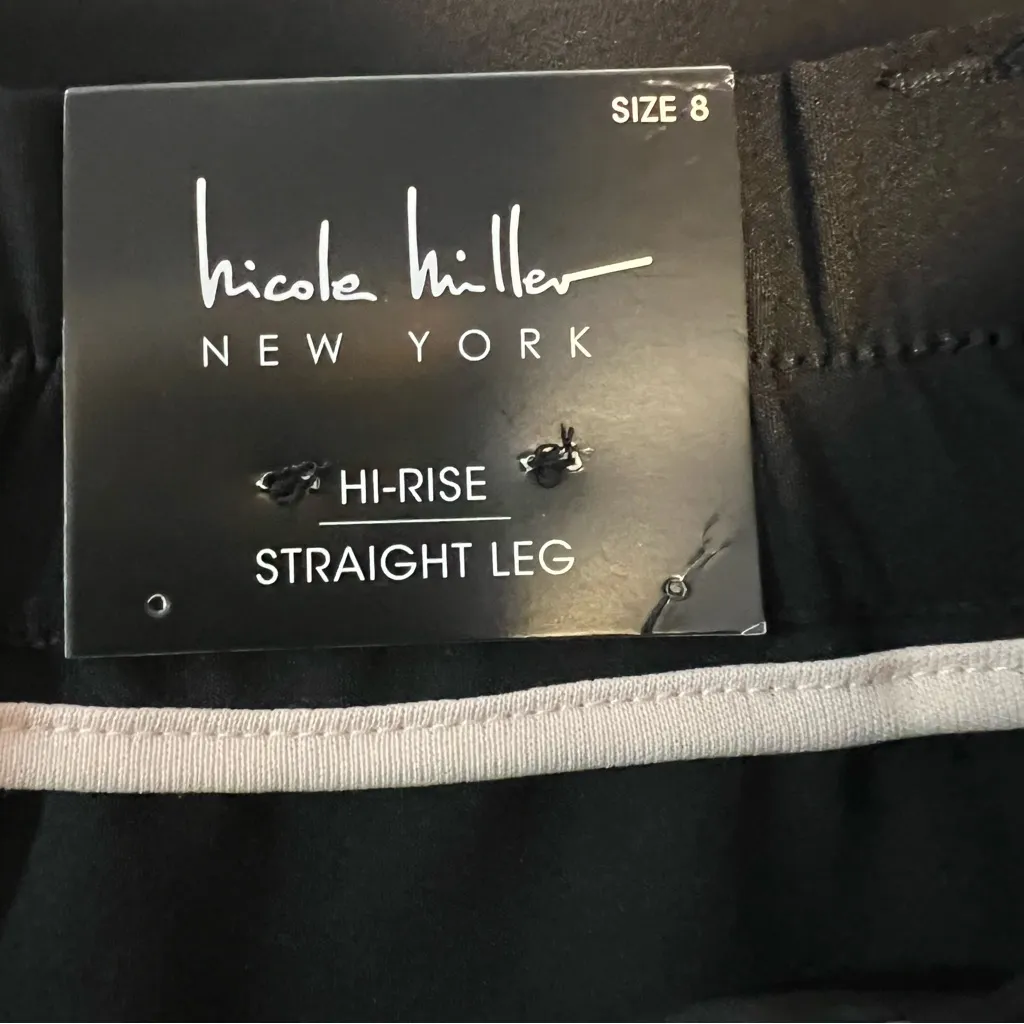 SIZE 8
nicole miller
NEW YORK
HI-RISE
STRAIGHT LEG